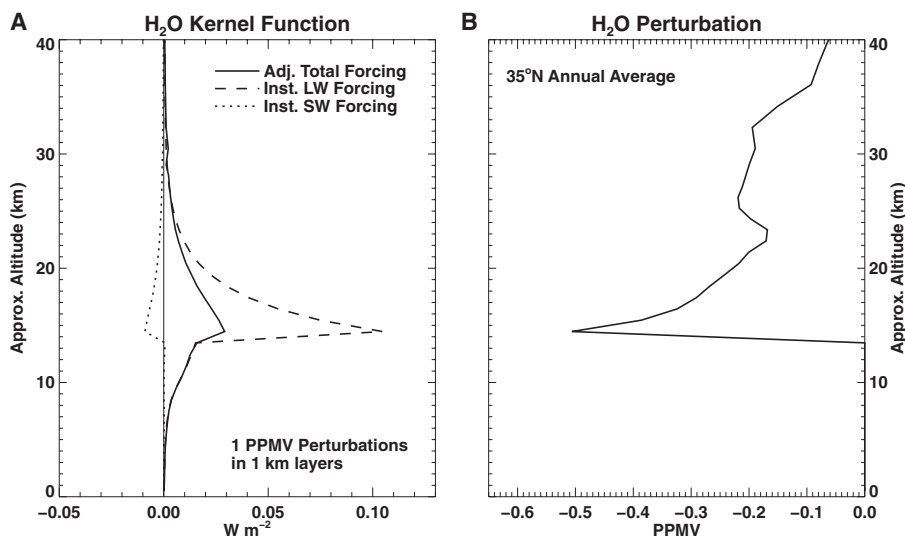 A
H₂O Kernel Function
40
30
20
10
0
Approx. Altitude (km)
Adj. Total Forcing
Inst. LW Forcing
Inst. SW Forcing
1 PPMV Perturbations
in 1 km layers
−0.05 0.00 0.05 0.10
W m⁻²
B
H₂O Perturbation
35°N Annual Average
40
30
20
10
0
Approx. Altitude (km)
−0.6 −0.5 −0.4 −0.3 −0.2 −0.1 0.0
PPMV